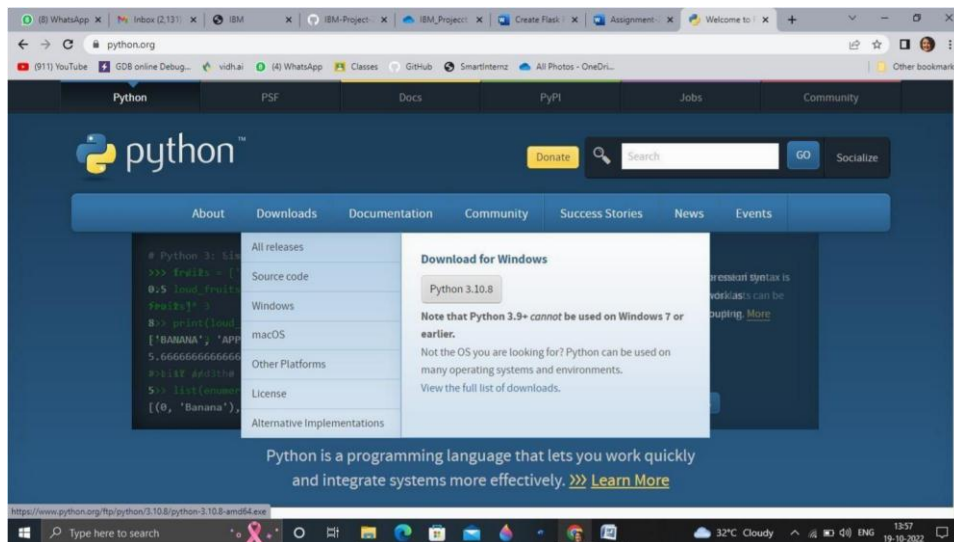 (8) WhatsApp
Inbox (2,131)
IBM
IBM-Project-
IBM_Project
Create Flask
Assignment-
Welcome to
python.org
(911) YouTube
GDB online Debug...
vidh.ai
(4) WhatsApp
Classes
GitHub
SmartInternz
All Photos - OneDri...
Other bookmark
Python
PSF
Docs
PyPI
Jobs
Community
python™
Donate
Search
GO
Socialize
About
Downloads
Documentation
Community
Success Stories
News
Events
# Python 3: Sim
8>> print(loud_
['BANANA', 'APP
5.6666666666666
[(0, 'Banana'),
All releases
Source code
Windows
macOS
Other Platforms
License
Alternative Implementations
Download for Windows
Python 3.10.8
Note that Python 3.9+ cannot be used on Windows 7 or
earlier.
Not the OS you are looking for? Python can be used on
many operating systems and environments.
View the full list of downloads.
More
Python is a programming language that lets you work quickly
and integrate systems more effectively. >>> Learn More
https://www.python.org/ftp/python/3.10.8/python-3.10.8-amd64.exe
Type here to search
32°C Cloudy
ENG
13:57
19-10-2022